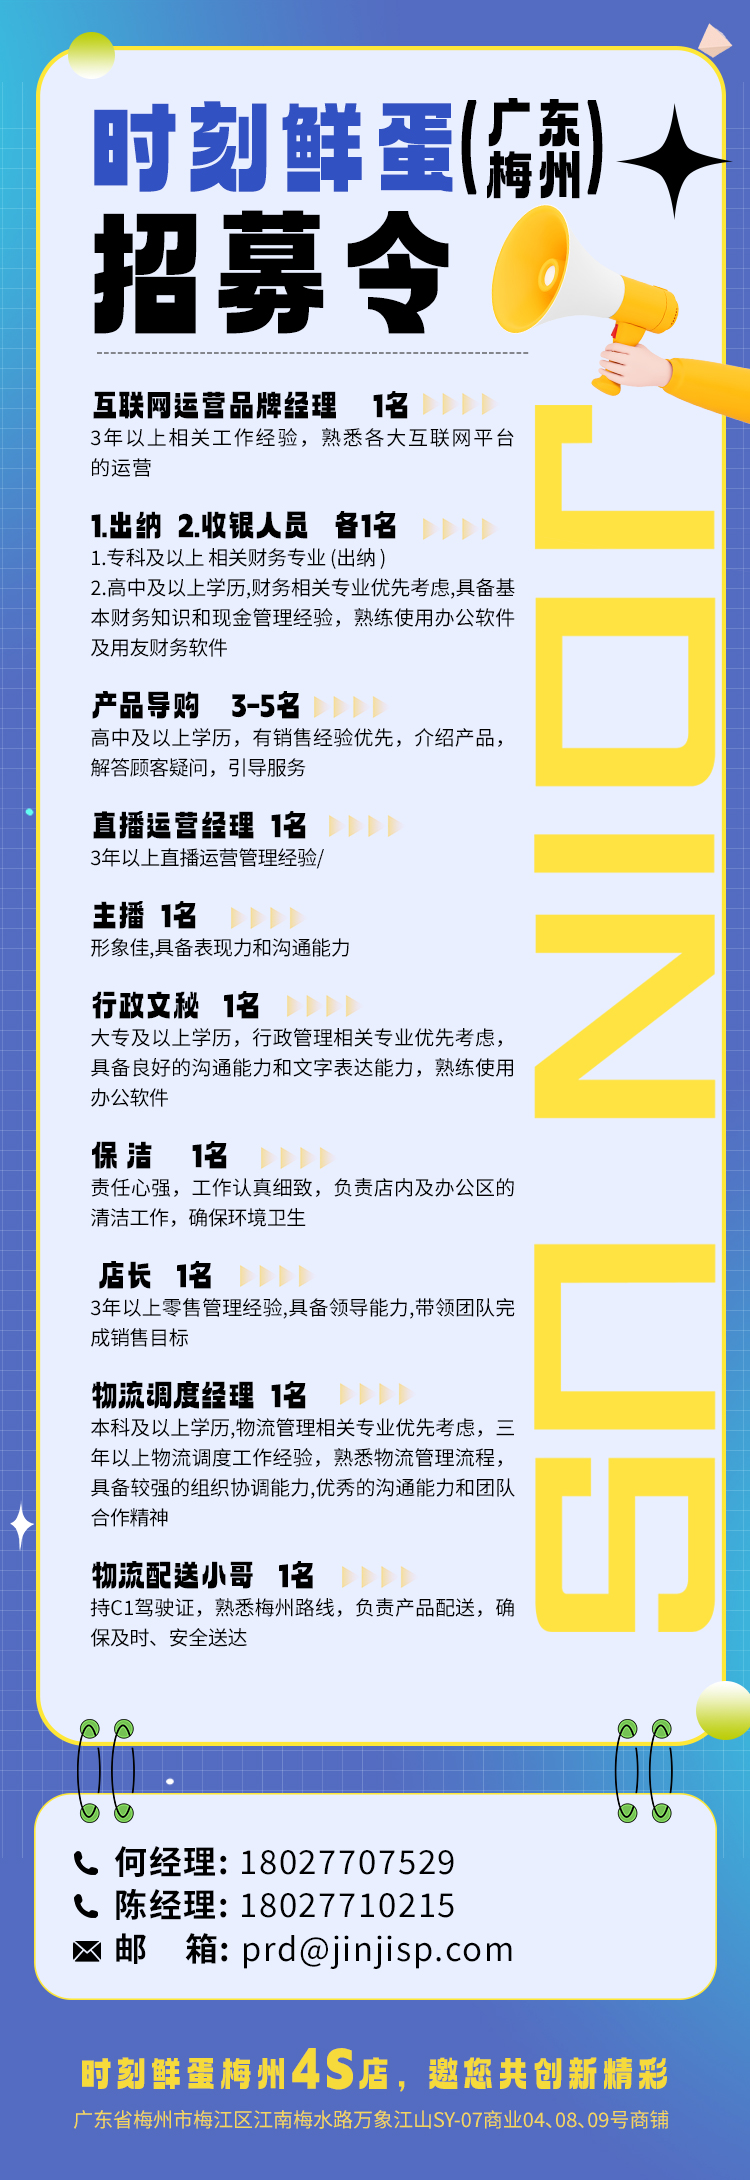 时刻鲜蛋(广东梅州)
招募令
互联网运营品牌经理 1名
3年以上相关工作经验，熟悉各大互联网平台
的运营
1.出纳 2.收银人员 各1名
1.专科及以上 相关财务专业 (出纳 )
2.高中及以上学历,财务相关专业优先考虑,具备基
本财务知识和现金管理经验，熟练使用办公软件
及用友财务软件
产品导购 3-5名
高中及以上学历，有销售经验优先，介绍产品，
解答顾客疑问，引导服务
直播运营经理 1名
3年以上直播运营管理经验/
主播 1名
形象佳,具备表现力和沟通能力
行政文秘 1名
大专及以上学历，行政管理相关专业优先考虑，
具备良好的沟通能力和文字表达能力，熟练使用
办公软件
保 洁 1名
责任心强，工作认真细致，负责店内及办公区的
清洁工作，确保环境卫生
店长 1名
3年以上零售管理经验,具备领导能力,带领团队完
成销售目标
物流调度经理 1名
本科及以上学历,物流管理相关专业优先考虑，三
年以上物流调度工作经验，熟悉物流管理流程，
具备较强的组织协调能力,优秀的沟通能力和团队
合作精神
物流配送小哥 1名
持C1驾驶证，熟悉梅州路线，负责产品配送，确
保及时、安全送达
JOIN US
何经理: 18027707529
陈经理: 18027710215
邮 箱: prd@jinjisp.com
时刻鲜蛋梅州4S店，邀您共创新精彩
广东省梅州市梅江区江南梅水路万象江山SY-07商业04、08、09号商铺